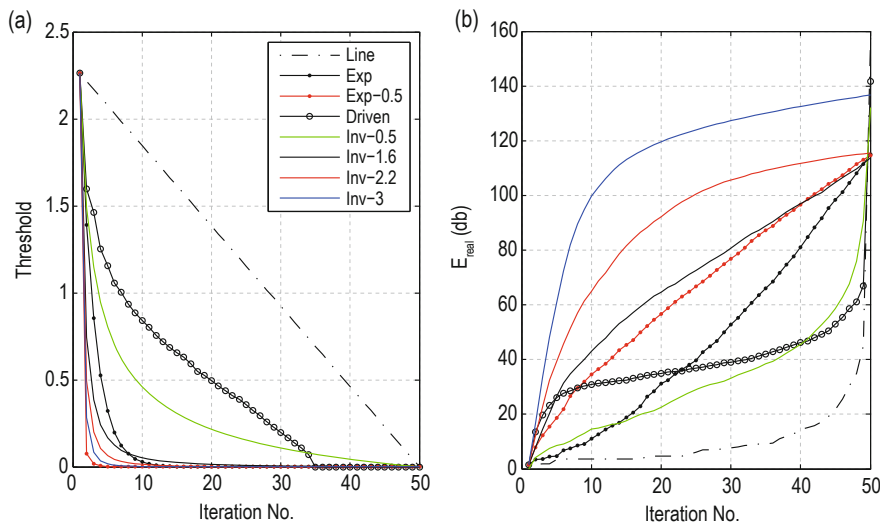 (a)
2.5
2
1.5
1
0.5
0
Threshold
10
20
30
40
50
Iteration No.
Line
Exp
Exp−0.5
Driven
Inv−0.5
Inv−1.6
Inv−2.2
Inv−3
(b)
160
140
120
100
80
60
40
20
0
E_real (db)
0
10
20
30
40
50
Iteration No.